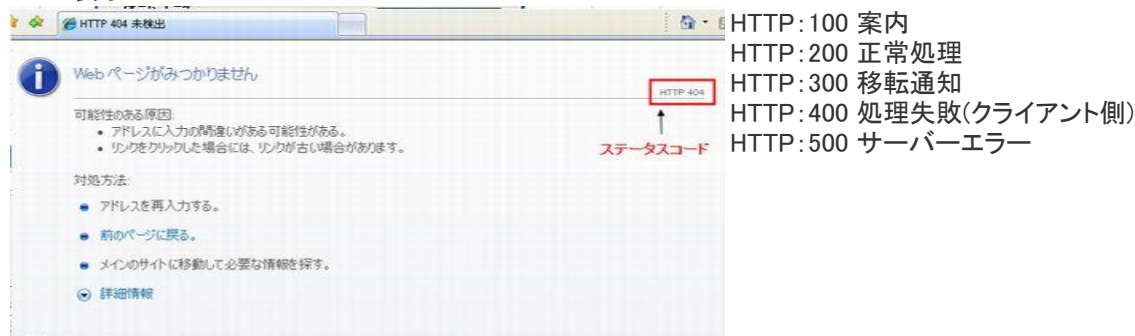 HTTP 404 未検出
Webページがみつかりません
HTTP 404
可能性のある原因:
• アドレスに入力の間違いがある可能性がある。
• リンクをクリックした場合には、リンクが古い場合があります。
ステータスコード
対処方法:
アドレスを再入力する。
前のページに戻る。
メインのサイトに移動して必要な情報を探す。
詳細情報
HTTP:100 案内
HTTP:200 正常処理
HTTP:300 移転通知
HTTP:400 処理失敗(クライアント側)
HTTP:500 サーバーエラー